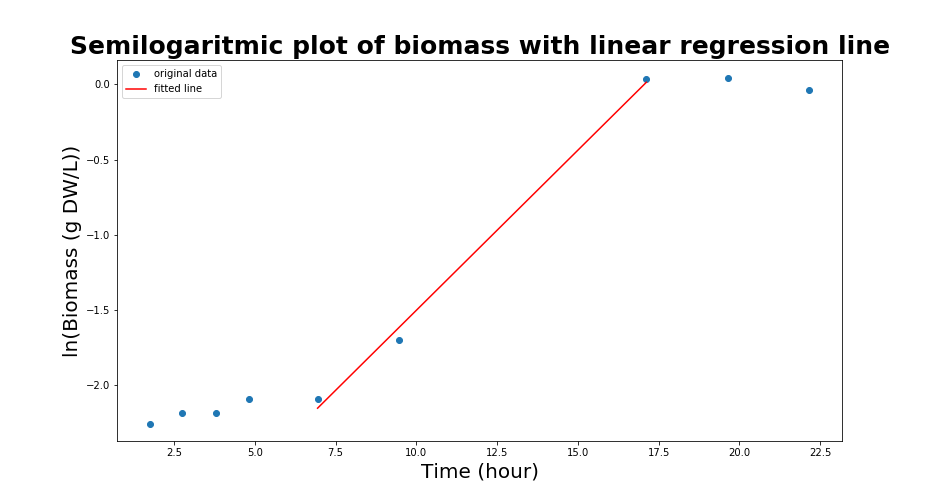 Semilogaritmic plot of biomass with linear regression line
original data
fitted line
ln(Biomass (g DW/L))
0.0
−0.5
−1.0
−1.5
−2.0
2.5 5.0 7.5 10.0 12.5 15.0 17.5 20.0 22.5
Time (hour)